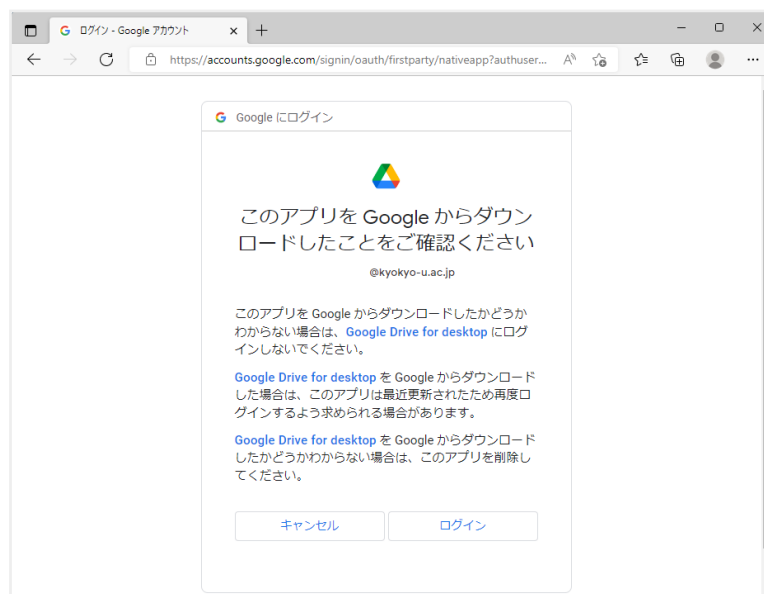 ログイン - Google アカウント
https://accounts.google.com/signin/oauth/firstparty/nativeapp?authuser...
Google にログイン
このアプリを Google からダウン
ロードしたことをご確認ください
@kyokyo-u.ac.jp
このアプリを Google からダウンロードしたかどうか
わからない場合は、Google Drive for desktop にログ
インしないでください。
Google Drive for desktop を Google からダウンロード
した場合は、このアプリは最近更新されたため再度ロ
グインするよう求められる場合があります。
Google Drive for desktop を Google からダウンロード
したかどうかわからない場合は、このアプリを削除し
てください。
キャンセル
ログイン